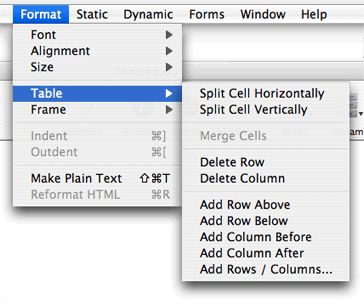 Format Static Dynamic Forms Window Help
Font
Alignment
Size
Table
Frame
Indent ⌘]
Outdent ⌘[
Make Plain Text ⇧⌘T
Reformat HTML ⌘R
Split Cell Horizontally
Split Cell Vertically
Merge Cells
Delete Row
Delete Column
Add Row Above
Add Row Below
Add Column Before
Add Column After
Add Rows / Columns...